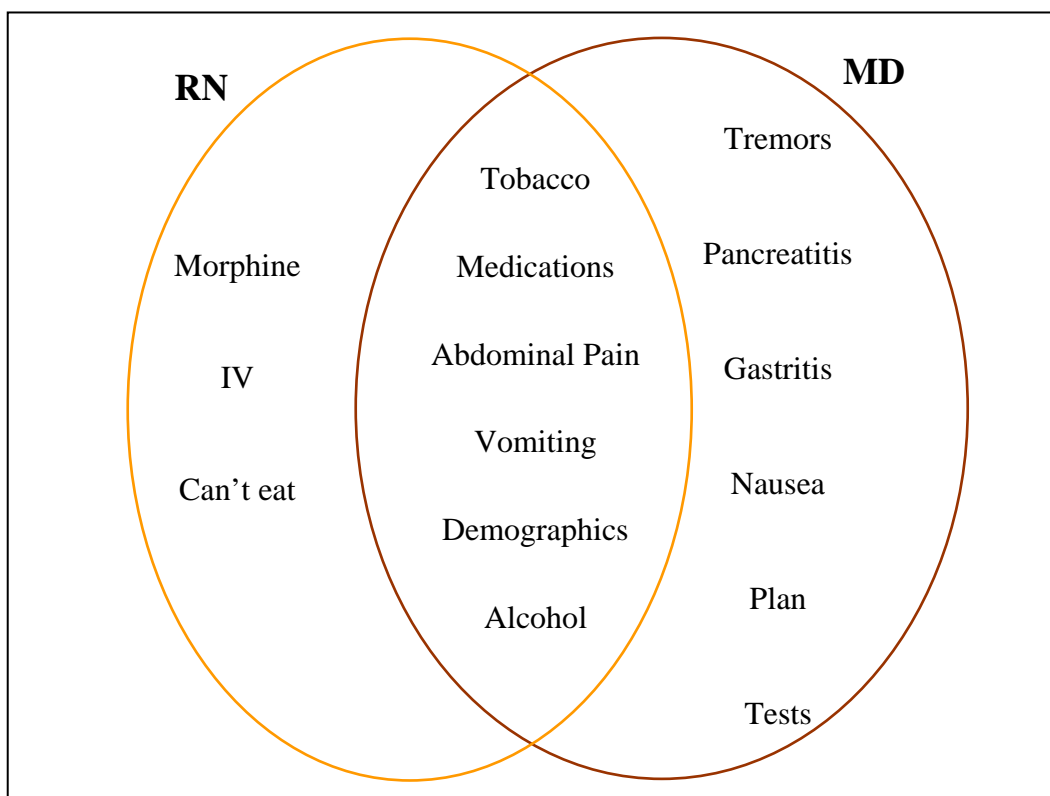 RN
MD
Morphine
IV
Can’t eat
Tobacco
Medications
Abdominal Pain
Vomiting
Demographics
Alcohol
Tremors
Pancreatitis
Gastritis
Nausea
Plan
Tests